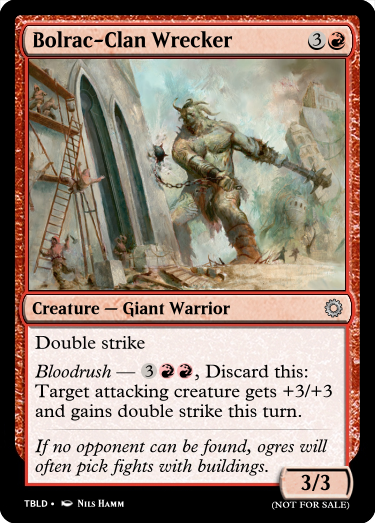 Bolrac-Clan Wrecker 3
Creature — Giant Warrior
Double strike
Bloodrush — 3, Discard this:
Target attacking creature gets +3/+3
and gains double strike this turn.
If no opponent can be found, ogres will
often pick fights with buildings.
3/3
TBLD • Nils Hamm
(NOT FOR SALE)